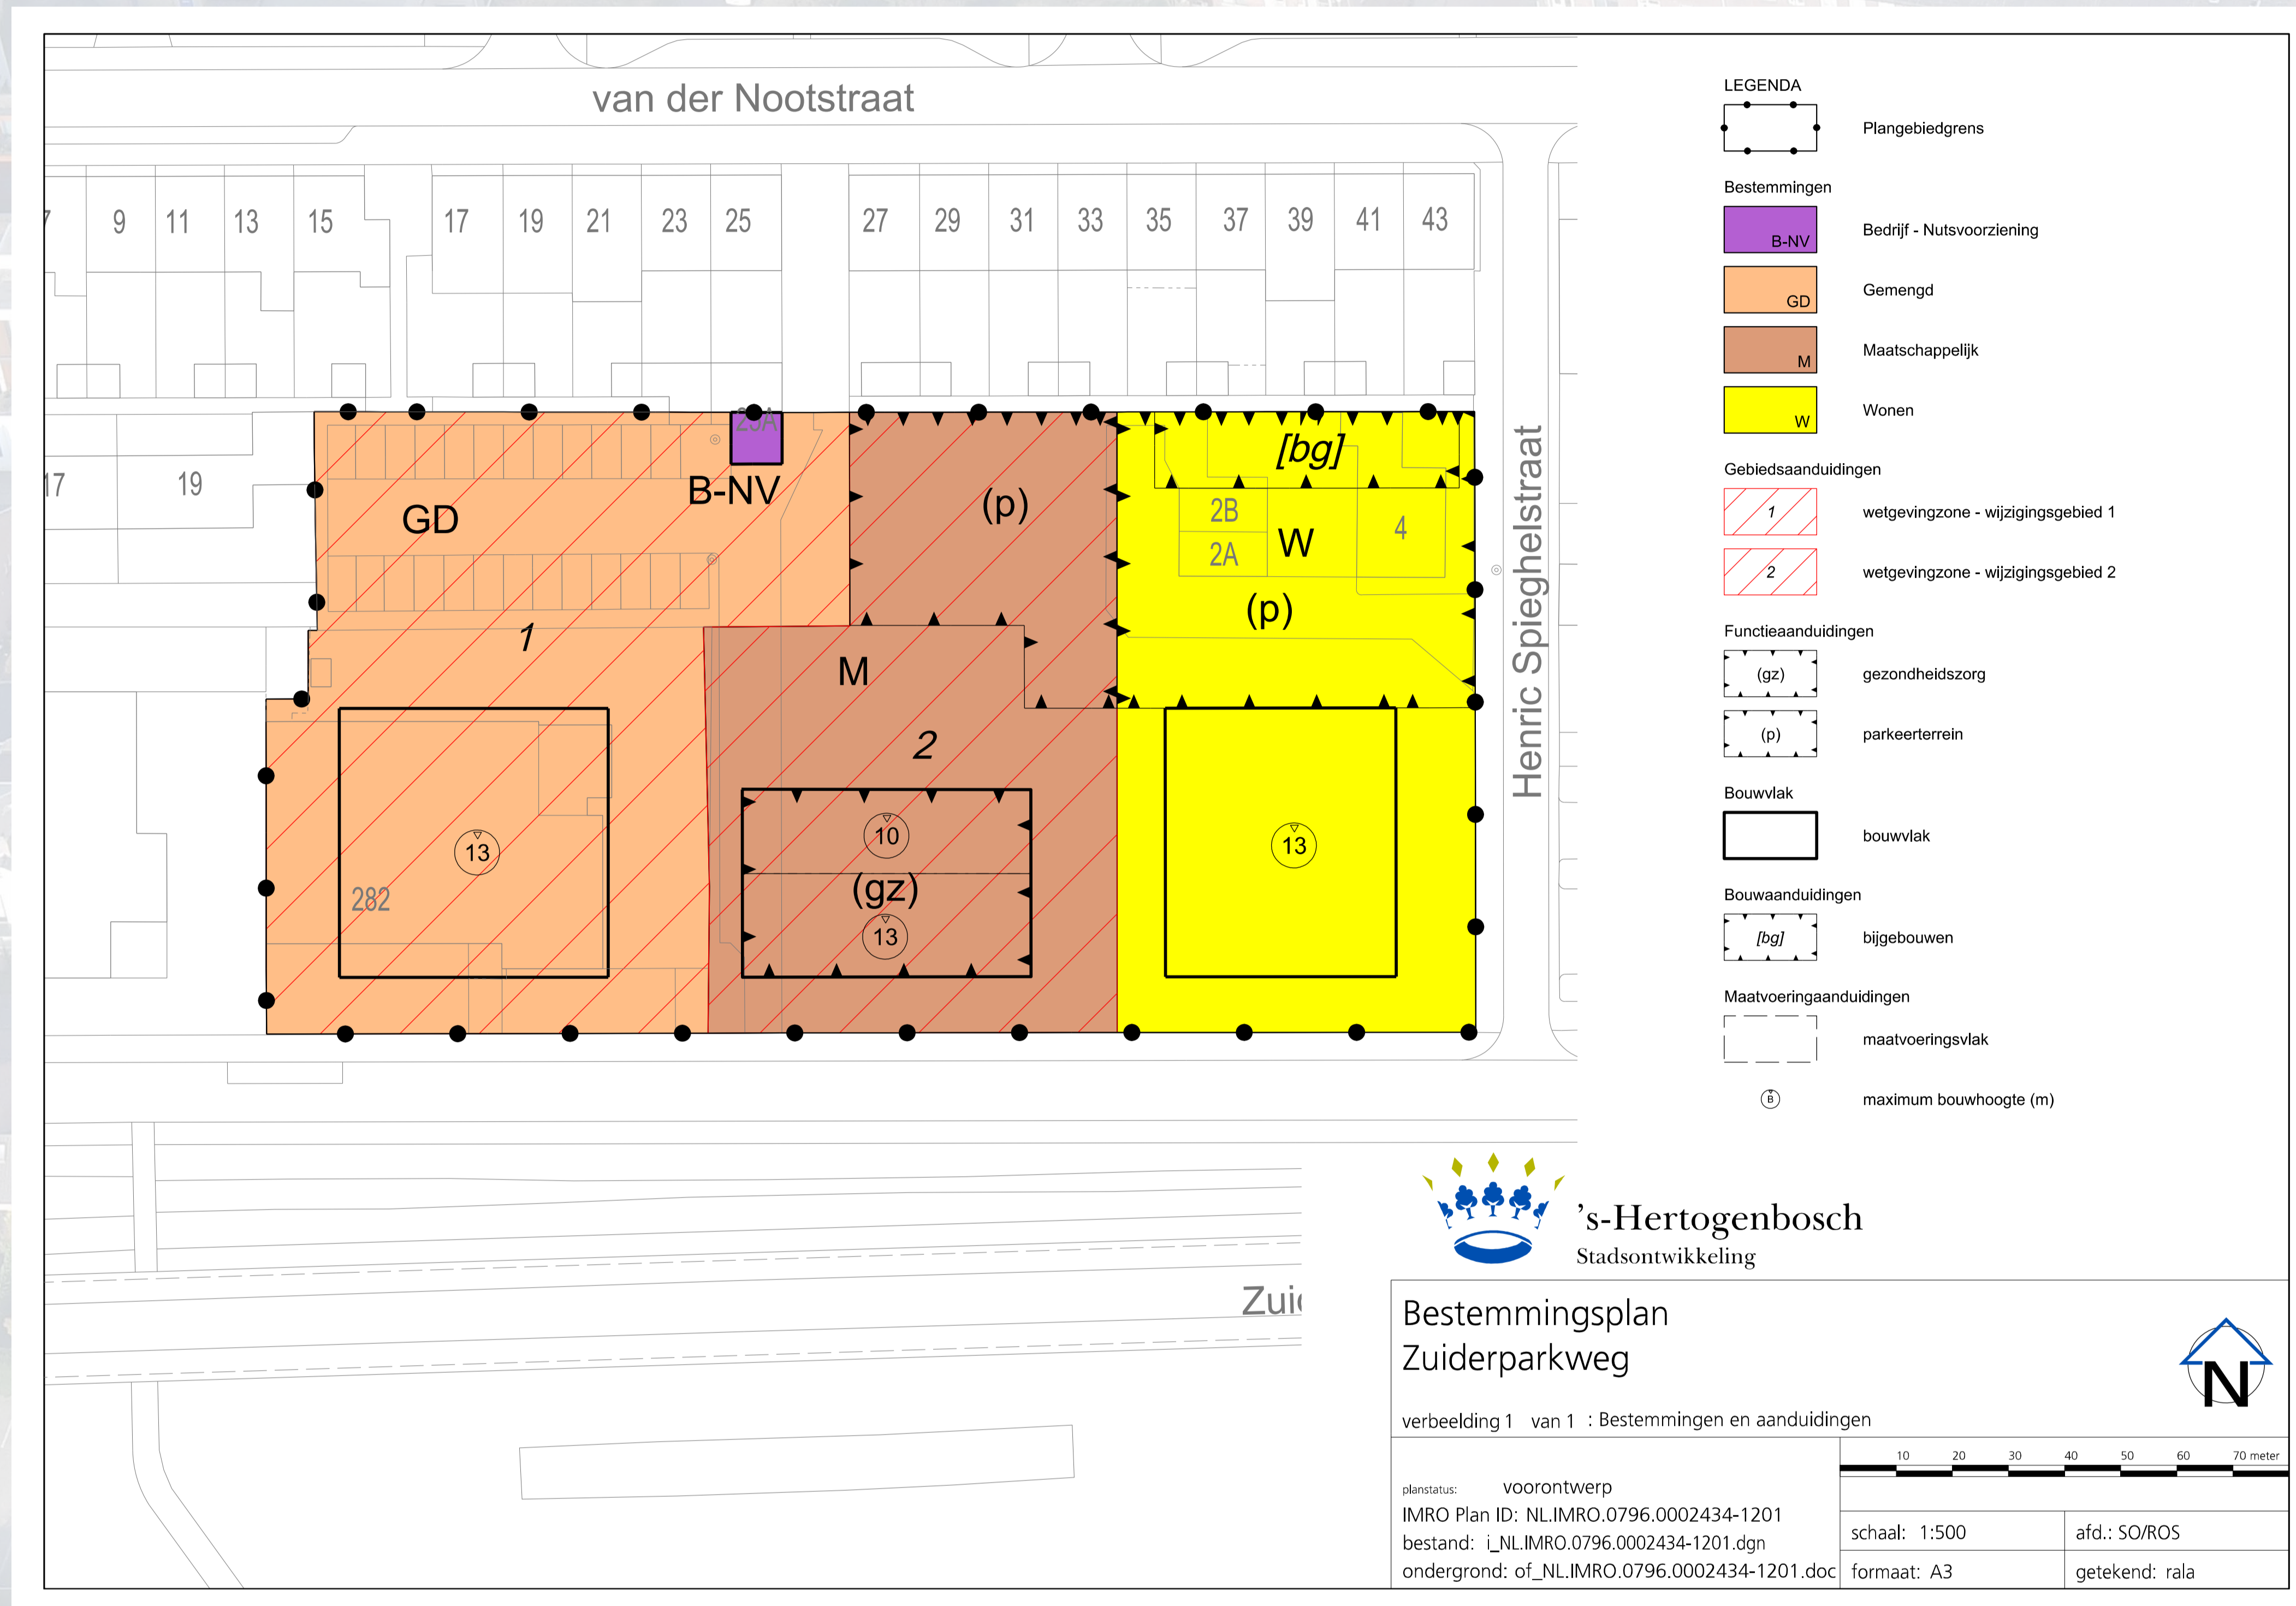 van der Nootstraat
9 11 13 15 17 19 21 23 25 27 29 31 33 35 37 39 41 43
17 19
25A
B-NV
GD
1
(p)
[bg]
2B
2A
4
W
(p)
M
2
10
(gz)
13
13
282
13
Henric Spieghelstraat
LEGENDA
Plangebiedgrens
Bestemmingen
B-NV Bedrijf - Nutsvoorziening
GD Gemengd
M Maatschappelijk
W Wonen
Gebiedsaanduidingen
1 wetgevingzone - wijzigingsgebied 1
2 wetgevingzone - wijzigingsgebied 2
Functieaanduidingen
(gz) gezondheidszorg
(p) parkeerterrein
Bouwvlak
bouwvlak
Bouwaanduidingen
[bg] bijgebouwen
Maatvoeringaanduidingen
maatvoeringsvlak
B maximum bouwhoogte (m)
's-Hertogenbosch
Stadsontwikkeling
Bestemmingsplan
Zuiderparkweg
N
verbeelding 1 van 1 : Bestemmingen en aanduidingen
10 20 30 40 50 60 70 meter
planstatus: voorontwerp
IMRO Plan ID: NL.IMRO.0796.0002434-1201
bestand: i_NL.IMRO.0796.0002434-1201.dgn
ondergrond: of_NL.IMRO.0796.0002434-1201.doc
schaal: 1:500
afd.: SO/ROS
formaat: A3
getekend: rala